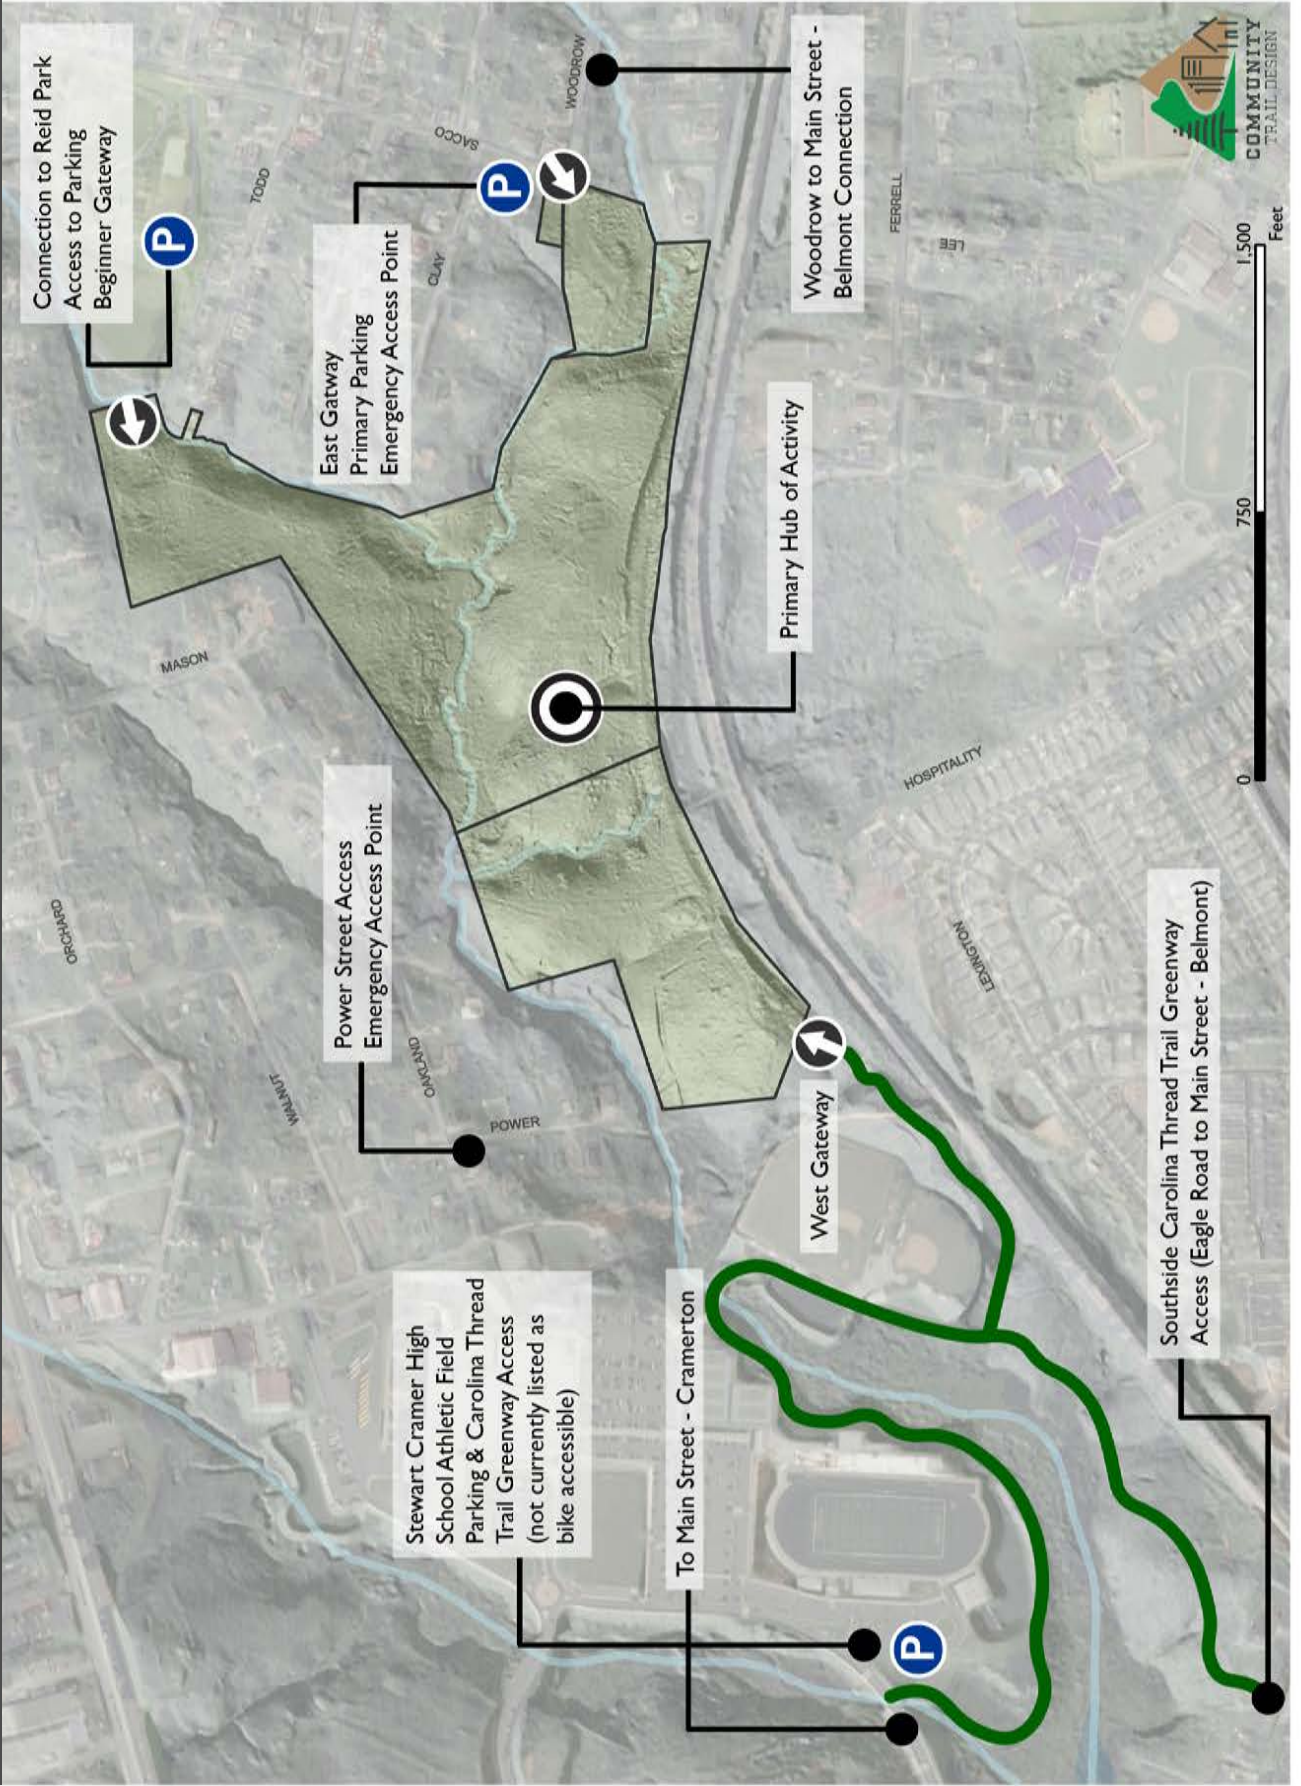 Stewart Cramer High
School Athletic Field
Parking & Carolina Thread
Trail Greenway Access
(not currently listed as
bike accessible)
To Main Street - Cramerton
Power Street Access
Emergency Access Point
ORCHARD
WALNUT
OAKLAND
POWER
MASON
Connection to Reid Park
Access to Parking
Beginner Gateway
P
TODD
SACCO
CLAY
WOODROW
East Gatway
Primary Parking
Emergency Access Point
P
Woodrow to Main Street -
Belmont Connection
Primary Hub of Activity
West Gateway
P
FERRELL
LEE
HOSPITALITY
LEXINGTON
Southside Carolina Thread Trail Greenway
Access (Eagle Road to Main Street - Belmont)
0
750
1,500
Feet
COMMUNITY
TRAIL DESIGN